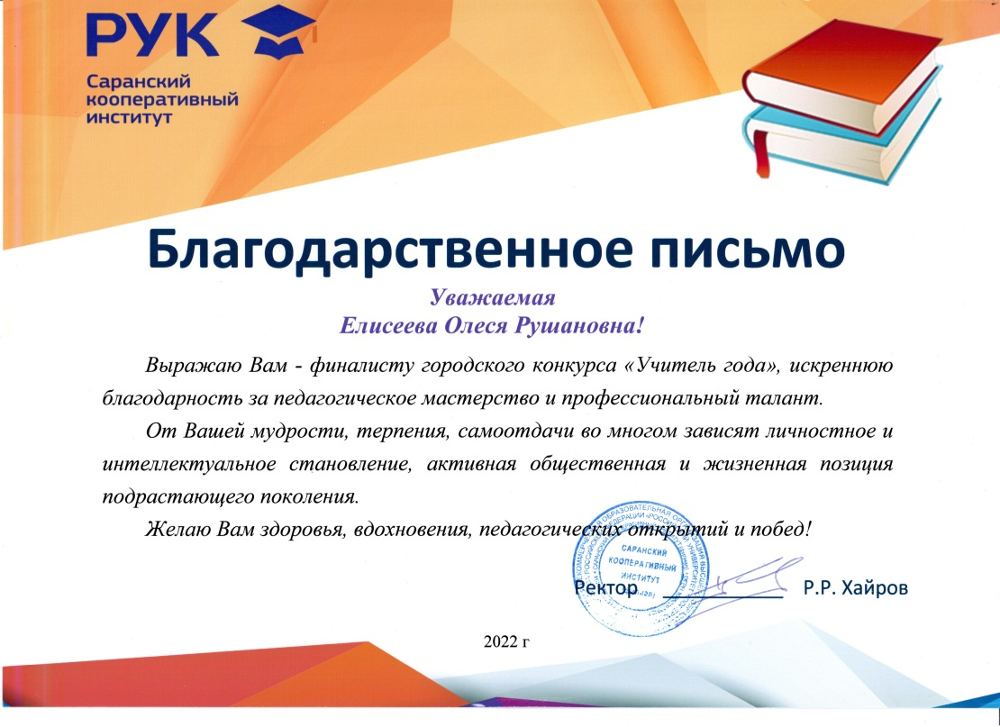 РУК
Саранский
кооперативный
институт
Благодарственное письмо
Уважаемая
Елисеева Олеся Рушановна!
Выражаю Вам - финалисту городского конкурса «Учитель года», искреннюю
благодарность за педагогическое мастерство и профессиональный талант.
От Вашей мудрости, терпения, самоотдачи во многом зависят личностное и
интеллектуальное становление, активная общественная и жизненная позиция
подрастающего поколения.
Желаю Вам здоровья, вдохновения, педагогических открытий и побед!
САРАНСКИЙ
КООПЕРАТИВНЫЙ
ИНСТИТУТ
Ректор Р.Р. Хайров
2022 г